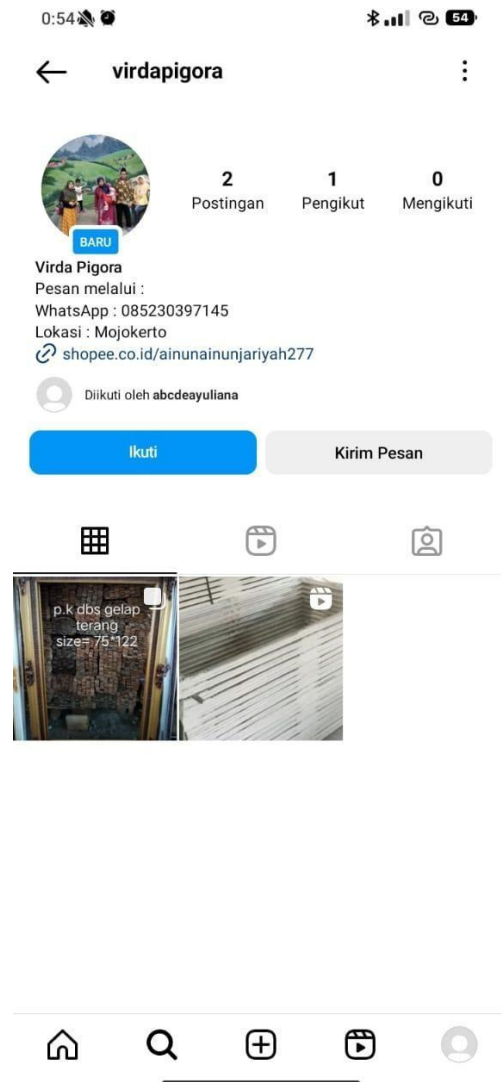 0:54
54
virdapigora
2
1
0
Postingan
Pengikut
Mengikuti
BARU
Virda Pigora
Pesan melalui :
WhatsApp : 085230397145
Lokasi : Mojokerto
shopee.co.id/ainunainunjariyah277
Diikuti oleh abcdeayuliana
Ikuti
Kirim Pesan
p.k dbs gelap
terang
size= 75*122